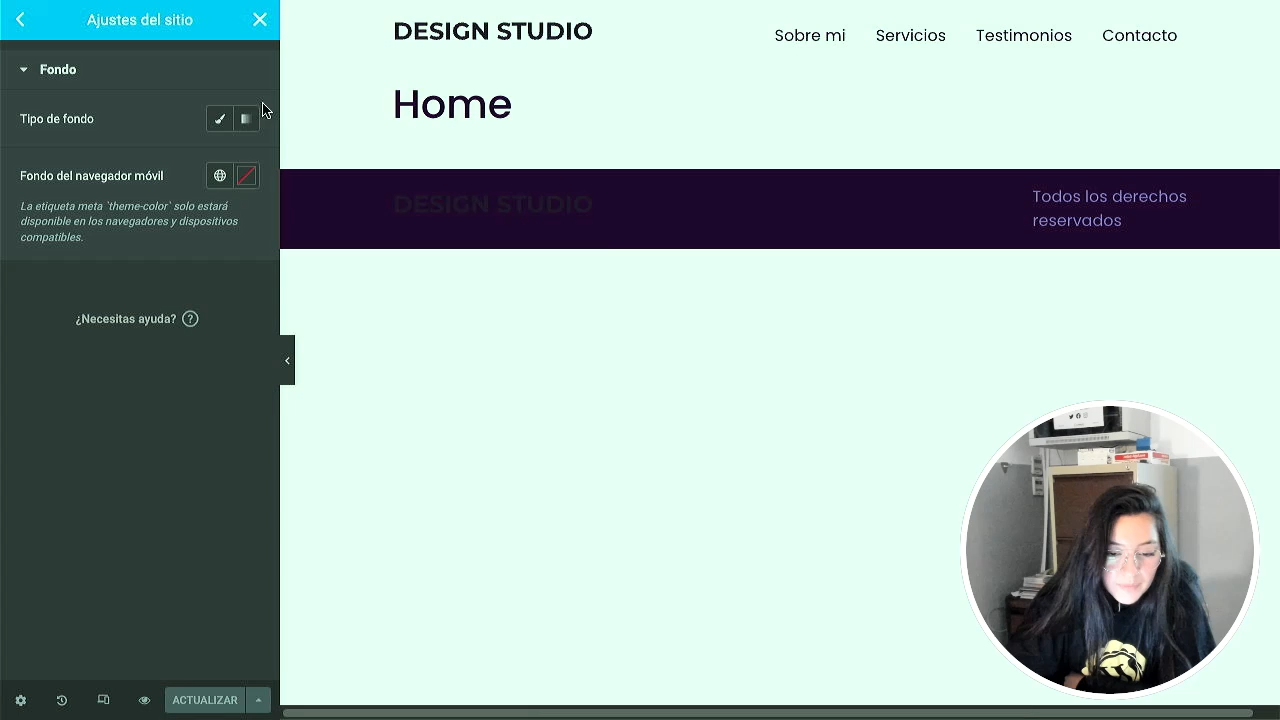 Ajustes del sitio
Fondo
Tipo de fondo
Fondo del navegador móvil
La etiqueta meta `theme-color` solo estará
disponible en los navegadores y dispositivos
compatibles.
¿Necesitas ayuda? ?
ACTUALIZAR
DESIGN STUDIO
Sobre mi Servicios Testimonios Contacto
Home
DESIGN STUDIO
Todos los derechos
reservados